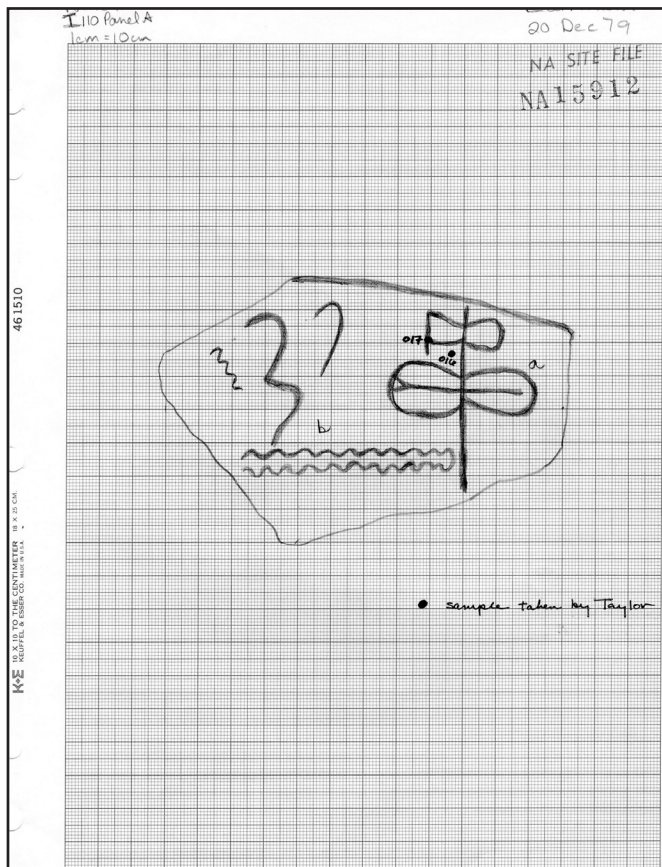 I 110 Panel A
1cm = 10cm
20 Dec 79
NA SITE FILE
NA15912
461510
017
016
a
b
● sample taken by Taylor
K+E 10 X 10 TO THE CENTIMETER 18 X 25 CM.
KEUFFEL & ESSER CO. MADE IN U.S.A.